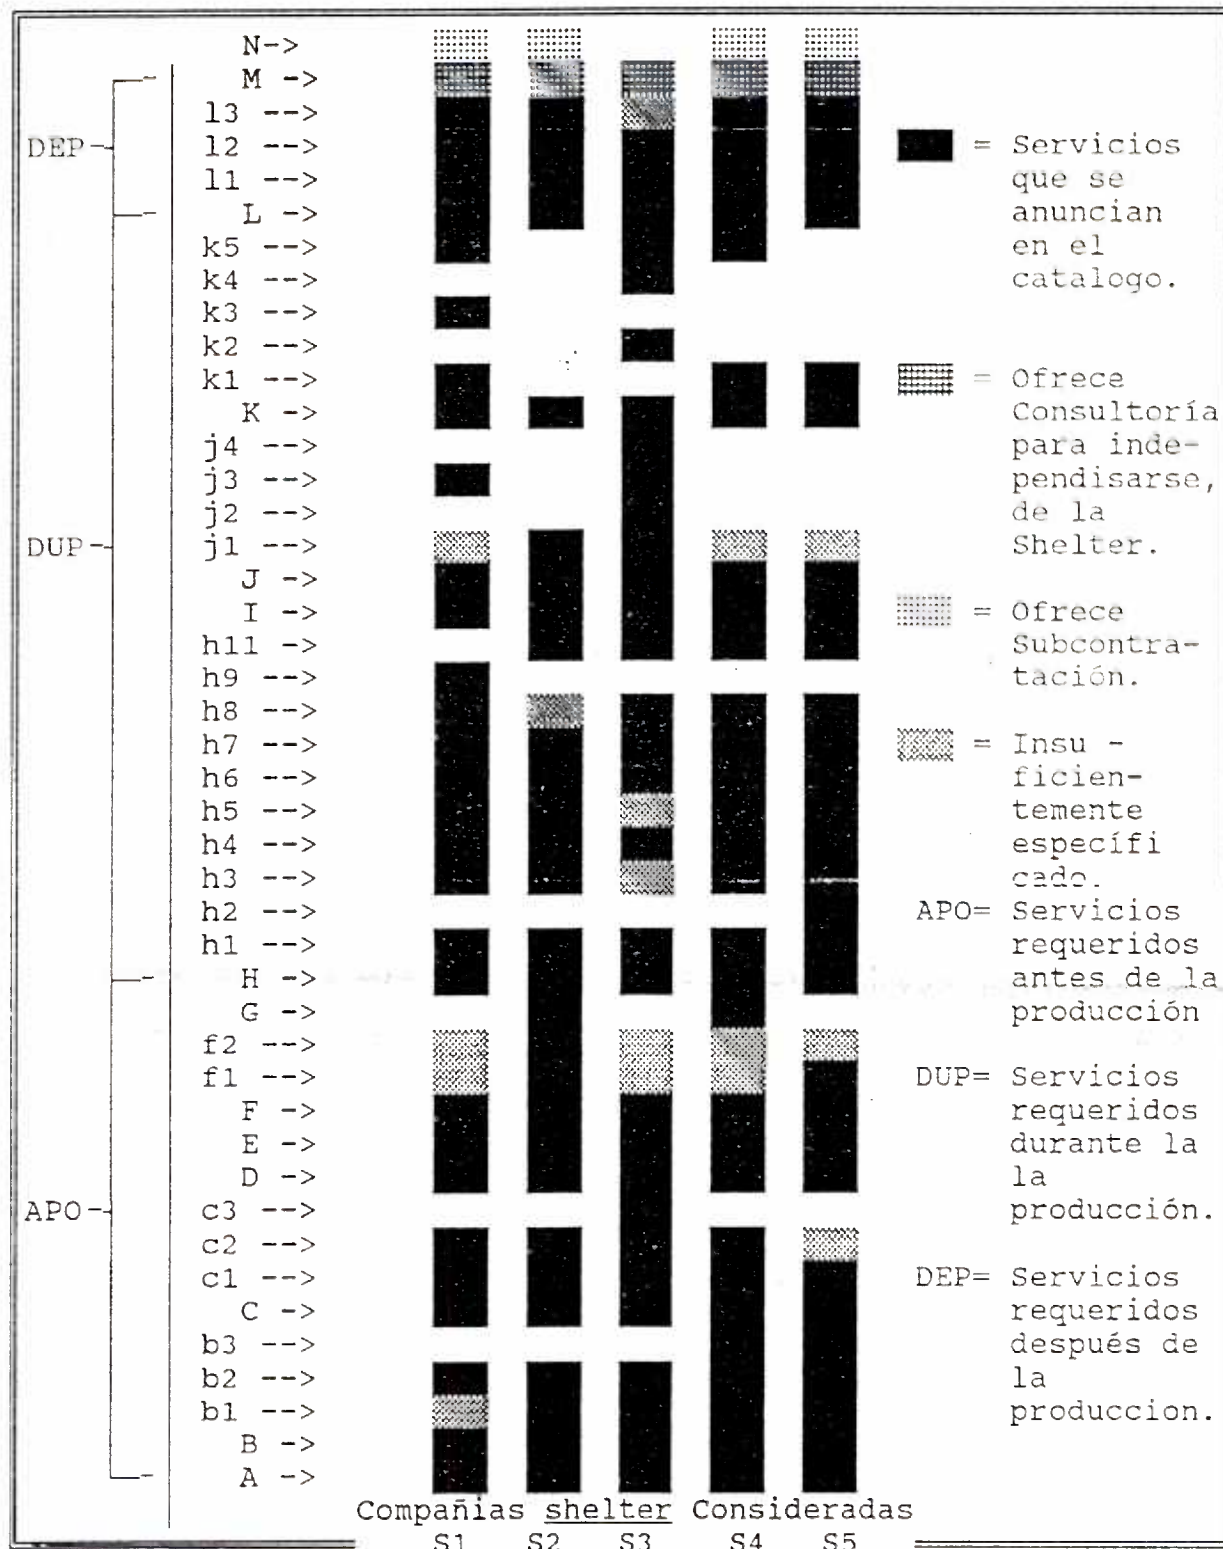 N->
M ->
l3 -->
DEP- l2 --> = Servicios
l1 --> que se
L -> anuncian
k5 --> en el
k4 --> catalogo.
k3 -->
k2 -->
k1 --> = Ofrece
K -> Consultoría
j4 --> para inde-
j3 --> pendisarse,
j2 --> de la
DUP- j1 --> Shelter.
J ->
I -> = Ofrece
h11 -> Subcontra-
h9 --> tación.
h8 -->
h7 --> = Insu -
h6 --> ficien-
h5 --> temente
h4 --> específi
h3 --> cado.
h2 --> APO= Servicios
h1 --> requeridos
H -> antes de la
G -> producción
f2 -->
f1 --> DUP= Servicios
F -> requeridos
E -> durante la
D -> la
APO- c3 --> producción.
c2 -->
c1 --> DEP= Servicios
C -> requeridos
b3 --> después de
b2 --> la
b1 --> produccion.
B ->
A ->
Compañias shelter Consideradas
S1 S2 S3 S4 S5